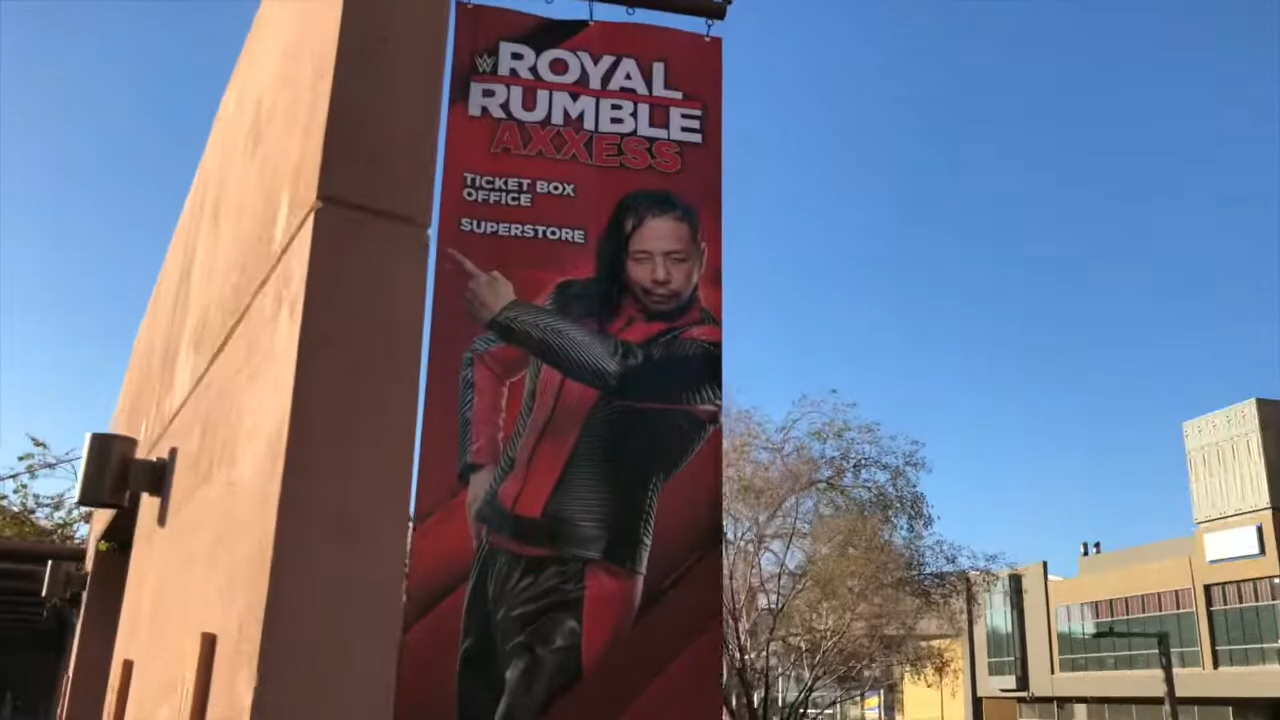 W ROYAL
RUMBLE
AXXESS
TICKET BOX
OFFICE
SUPERSTORE